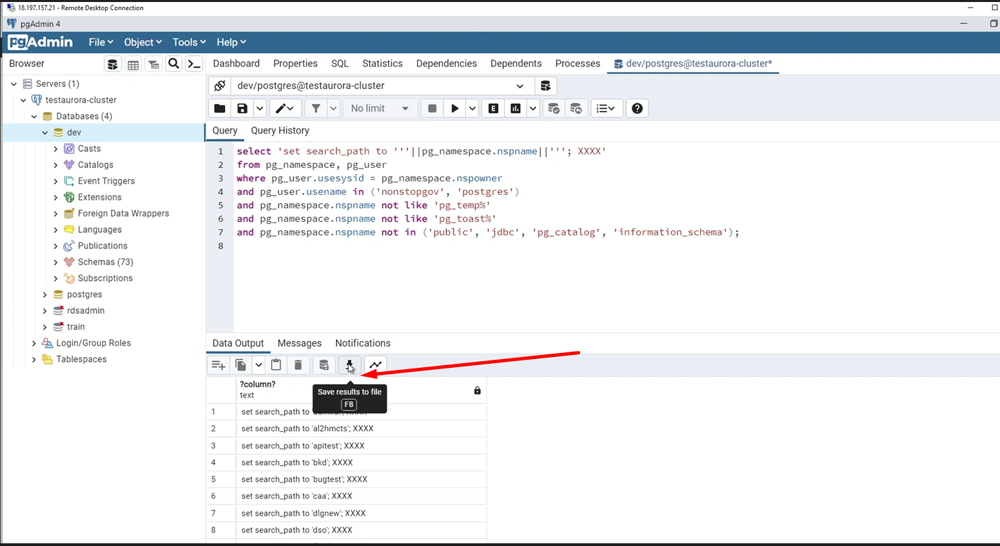 18.197.157.21 - Remote Desktop Connection
pgAdmin 4
pgAdmin File Object Tools Help
Browser
Dashboard Properties SQL Statistics Dependencies Dependents Processes dev/postgres@testaurora-cluster*
Servers (1)
testaurora-cluster
Databases (4)
dev
Casts
Catalogs
Event Triggers
Extensions
Foreign Data Wrappers
Languages
Publications
Schemas (73)
Subscriptions
postgres
rdsadmin
train
Login/Group Roles
Tablespaces
dev/postgres@testaurora-cluster
No limit
E
Query Query History
1 select 'set search_path to '''||pg_namespace.nspname||'''; XXXX'
2 from pg_namespace, pg_user
3 where pg_user.usesysid = pg_namespace.nspowner
4 and pg_user.usename in ('nonstopgov', 'postgres')
5 and pg_namespace.nspname not like 'pg_temp%'
6 and pg_namespace.nspname not like 'pg_toast%'
7 and pg_namespace.nspname not in ('public', 'jdbc', 'pg_catalog', 'information_schema');
8
Data Output Messages Notifications
?column?
text
Save results to file
F8
1 set search_path to
2 set search_path to 'al2hmcts'; XXXX
3 set search_path to 'apitest'; XXXX
4 set search_path to 'bkd'; XXXX
5 set search_path to 'bugtest'; XXXX
6 set search_path to 'caa'; XXXX
7 set search_path to 'dlgnew'; XXXX
8 set search_path to 'dso'; XXXX